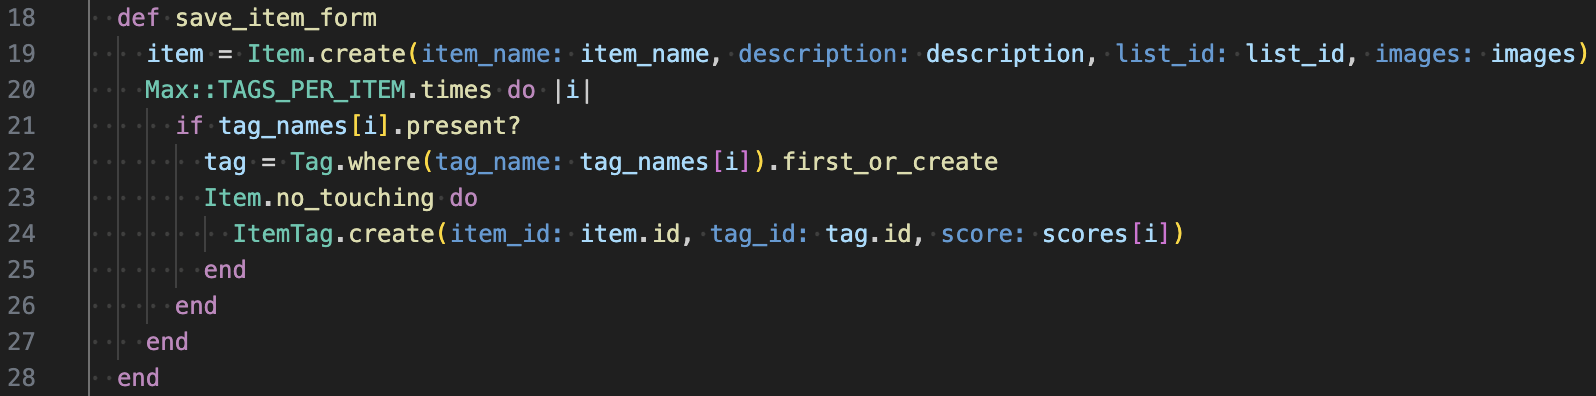 18 def save_item_form
19 item = Item.create(item_name: item_name, description: description, list_id: list_id, images: images)
20 Max::TAGS_PER_ITEM.times do |i|
21 if tag_names[i].present?
22 tag = Tag.where(tag_name: tag_names[i]).first_or_create
23 Item.no_touching do
24 ItemTag.create(item_id: item.id, tag_id: tag.id, score: scores[i])
25 end
26 end
27 end
28 end